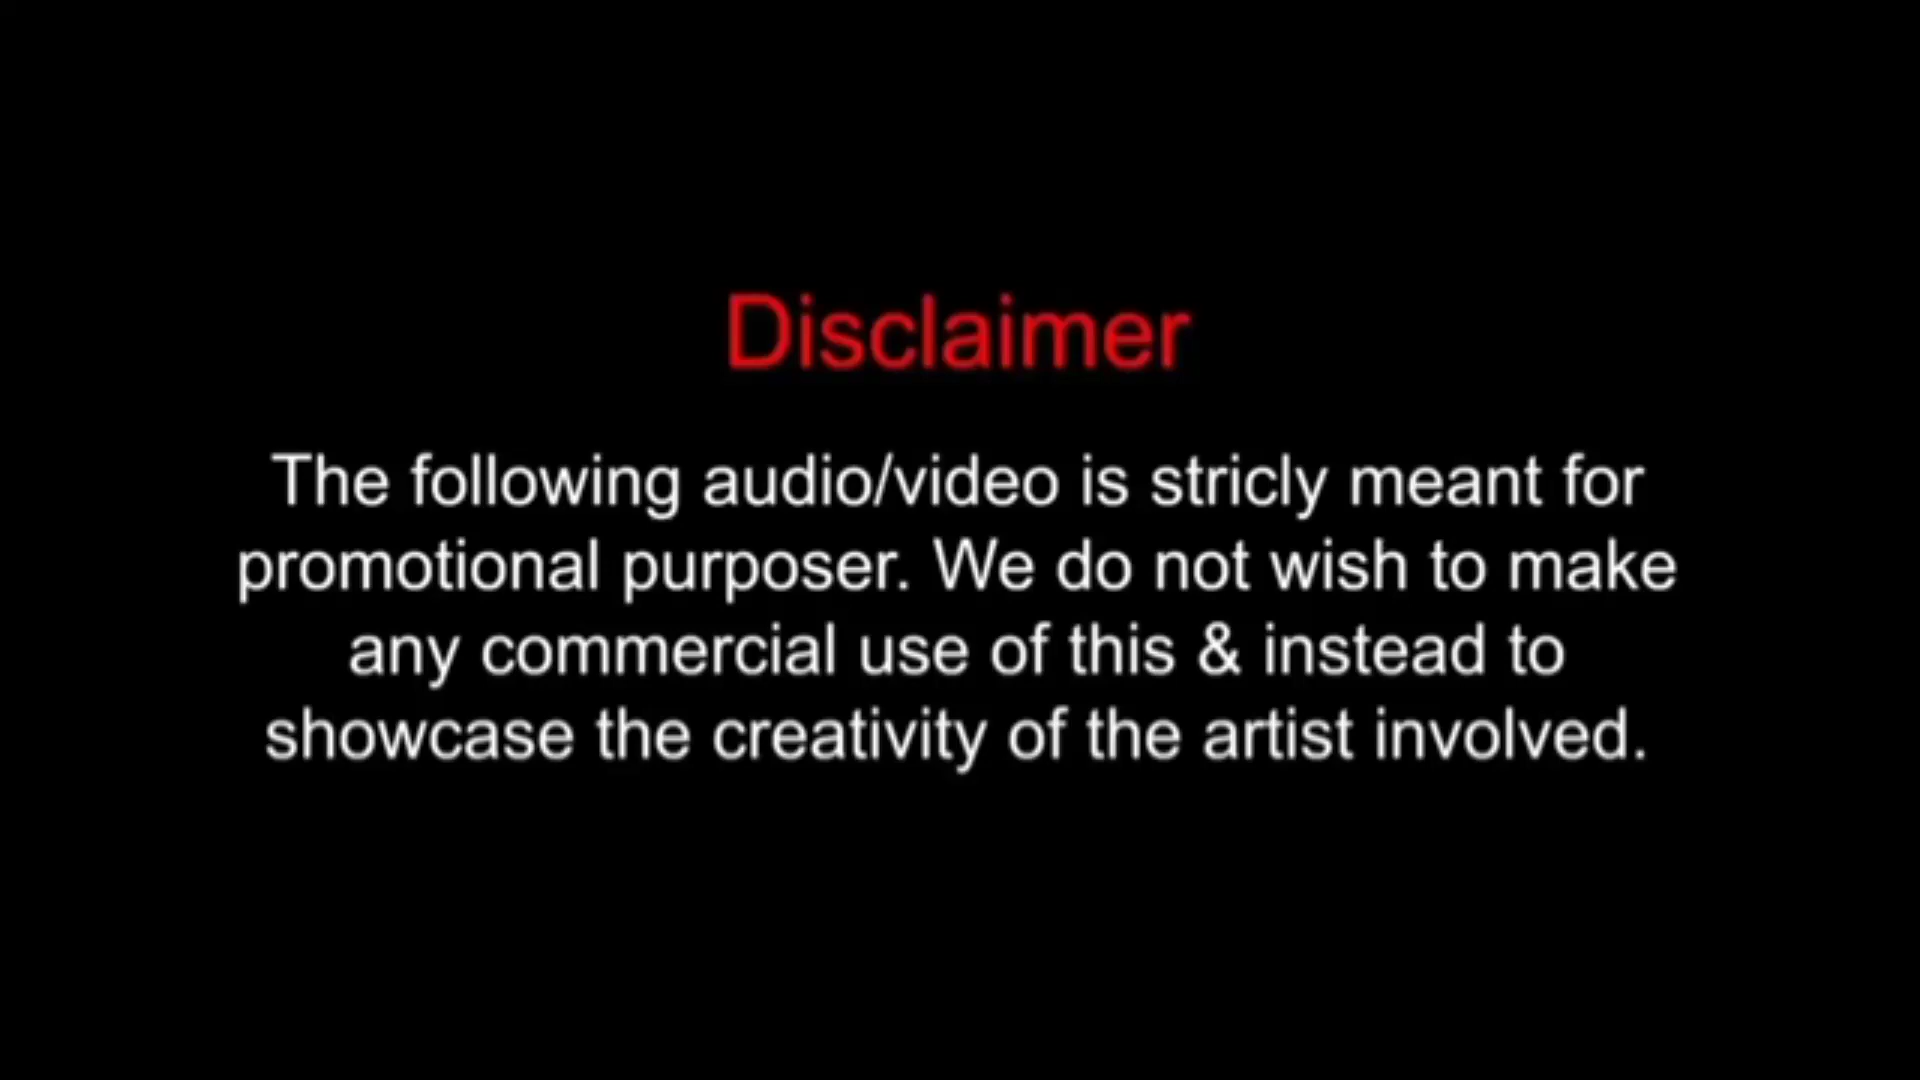 Disclaimer
The following audio/video is stricly meant for
promotional purposer. We do not wish to make
any commercial use of this & instead to
showcase the creativity of the artist involved.